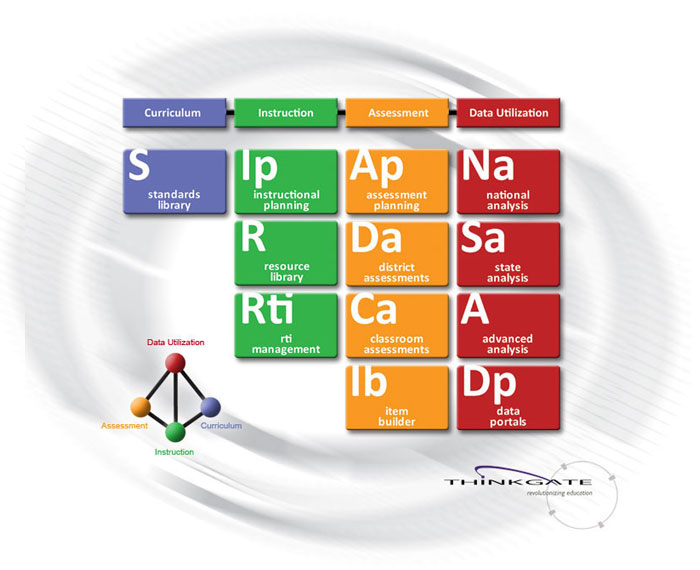 Curriculum
Instruction
Assessment
Data Utilization
S
standards
library
Ip
instructional
planning
Ap
assessment
planning
Na
national
analysis
R
resource
library
Da
district
assessments
Sa
state
analysis
Rti
rti
management
Ca
classroom
assessments
A
advanced
analysis
Ib
item
builder
Dp
data
portals
Data Utilization
Assessment
Curriculum
Instruction
THINKGATE
revolutionizing education